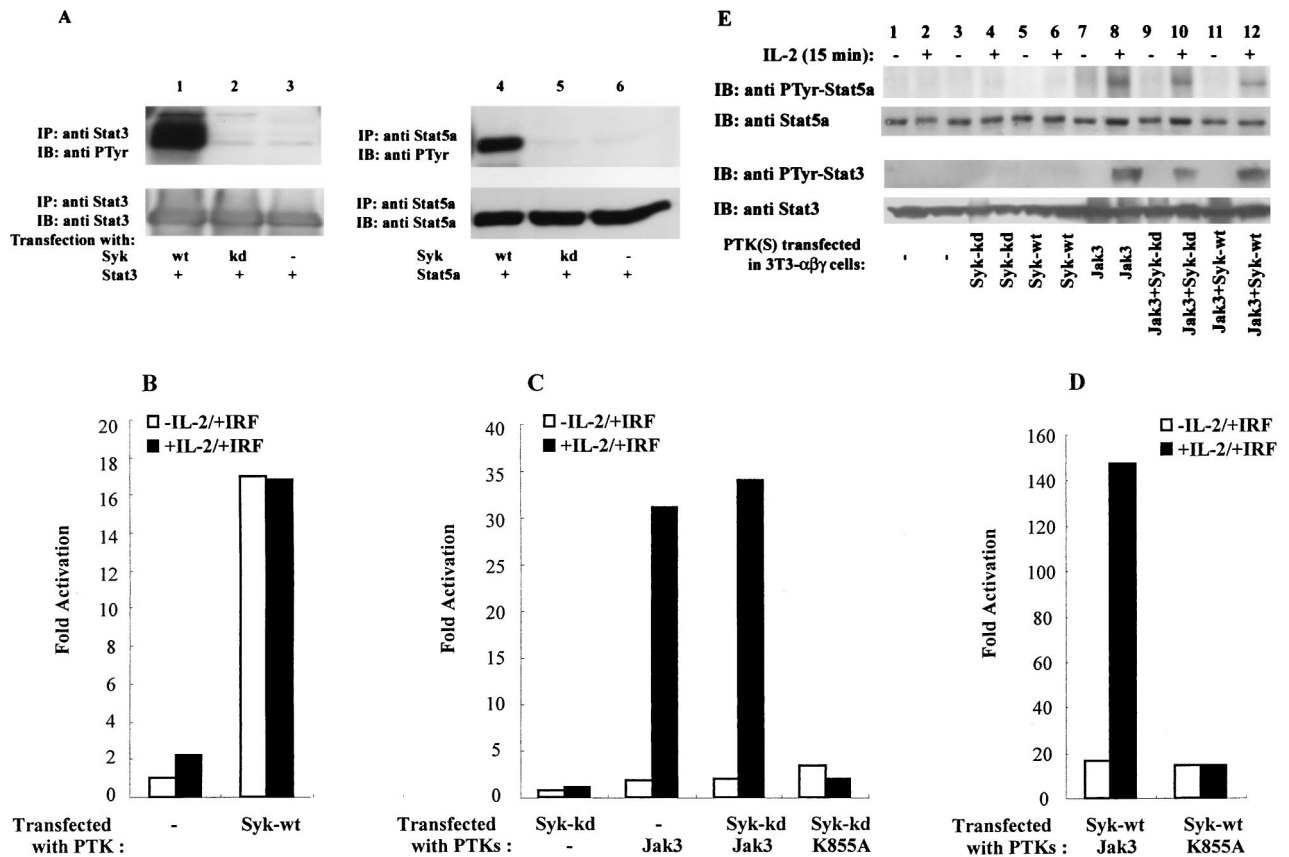 A
1 2 3
IP: anti Stat3
IB: anti PTyr
IP: anti Stat3
IB: anti Stat3
Transfection with:
Syk wt kd -
Stat3 + + +
4 5 6
IP: anti Stat5a
IB: anti PTyr
IP: anti Stat5a
IB: anti Stat5a
wt kd -
Stat5a + + +
E
1 2 3 4 5 6 7 8 9 10 11 12
IL-2 (15 min): - + - + - + - + - + - +
IB: anti PTyr-Stat5a
IB: anti Stat5a
IB: anti PTyr-Stat3
IB: anti Stat3
PTK(S) transfected
in 3T3-αβγ cells:
-
-
Syk-kd
Syk-kd
Syk-wt
Syk-wt
Jak3
Jak3
Jak3+Syk-kd
Jak3+Syk-kd
Jak3+Syk-wt
Jak3+Syk-wt
B
-IL-2/+IRF
+IL-2/+IRF
Fold Activation
20
18
16
14
12
10
8
6
4
2
0
Transfected - Syk-wt
with PTK :
C
-IL-2/+IRF
+IL-2/+IRF
Fold Activation
40
35
30
25
20
15
10
5
0
Transfected Syk-kd - Syk-kd Syk-kd
with PTKs : - Jak3 Jak3 K855A
D
-IL-2/+IRF
+IL-2/+IRF
Fold Activation
160
140
120
100
80
60
40
20
0
Transfected Syk-wt Syk-wt
with PTKs : Jak3 K855A